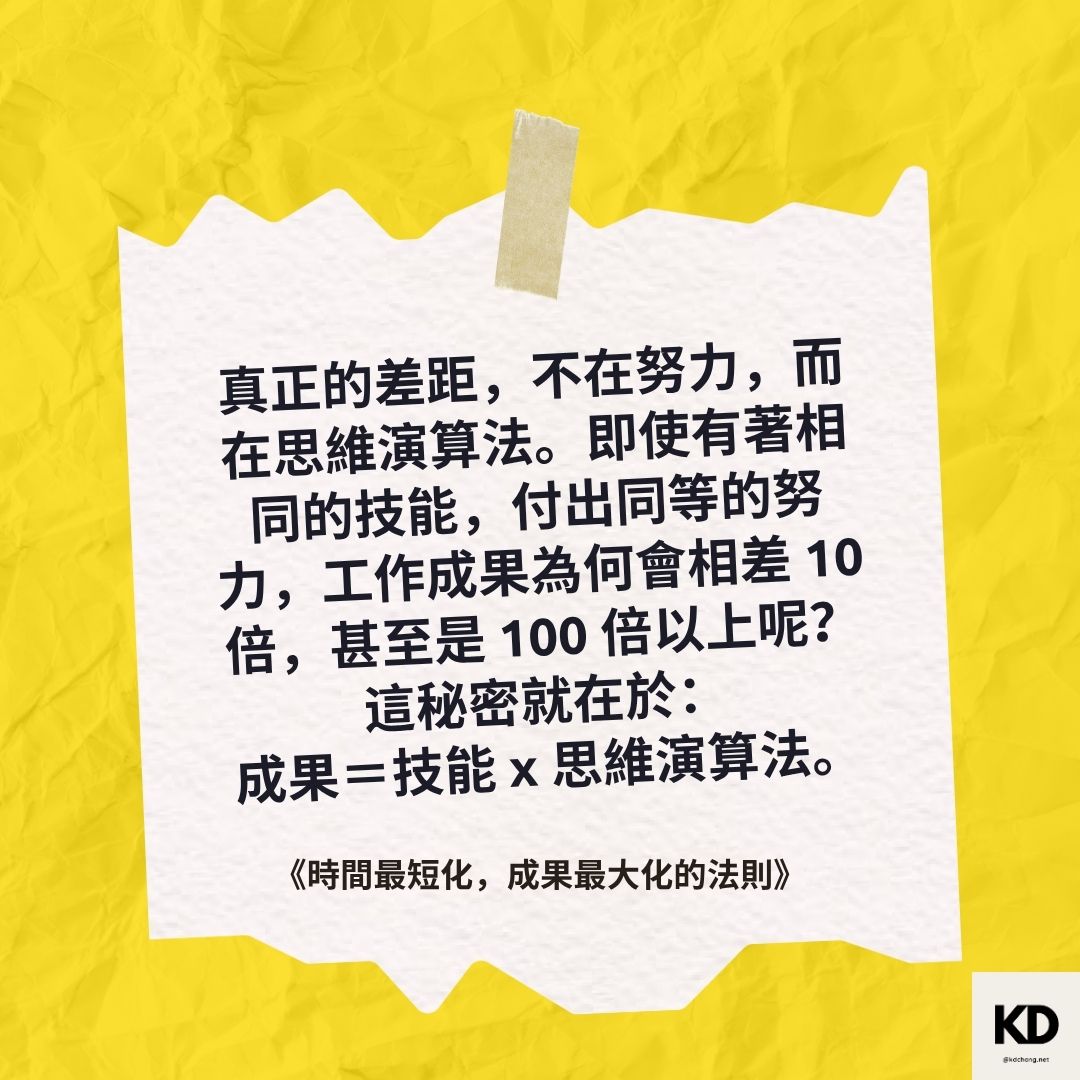 真正的差距，不在努力，而
在思維演算法。即使有著相
同的技能，付出同等的努
力，工作成果為何會相差 10
倍，甚至是 100 倍以上呢？
這秘密就在於：
成果＝技能 x 思維演算法。
《時間最短化，成果最大化的法則》
KD
@kdchong.net